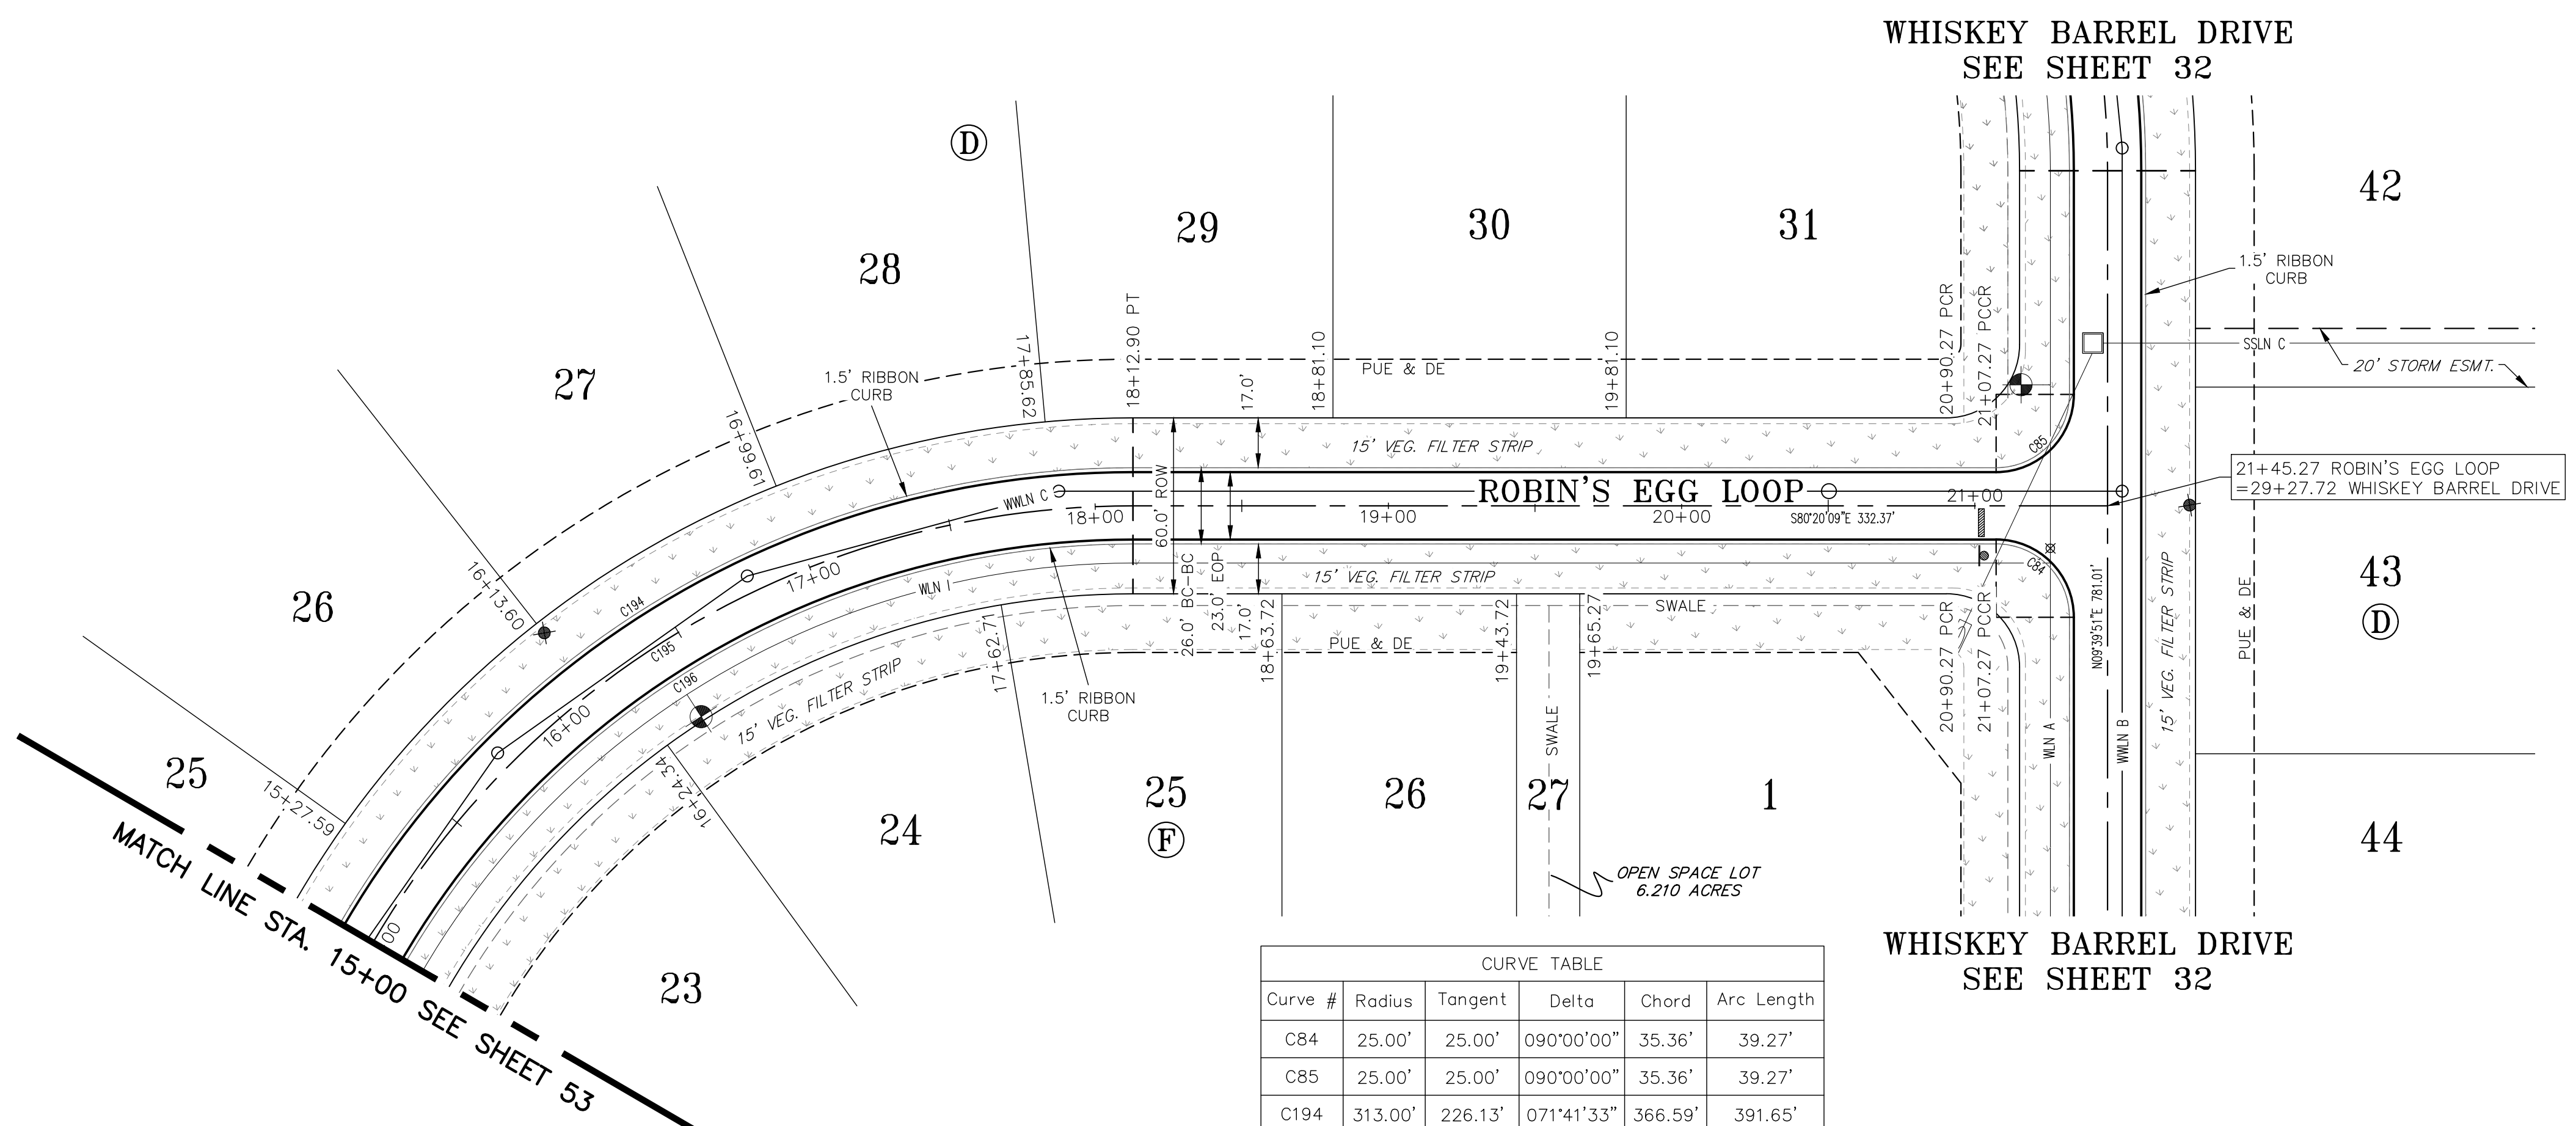 WHISKEY BARREL DRIVE
SEE SHEET 32
D
42
29
30
31
28
27
1.5' RIBBON
CURB
17+85.62
18+12.90 PT
17.0'
18+81.10
19+81.10
20+90.27 PCR
21+07.27 PCCR
PUE & DE
1.5' RIBBON
CURB
SSLN C
20' STORM ESMT.
16+99.61
15' VEG. FILTER STRIP
C85
21+45.27 ROBIN'S EGG LOOP
=29+27.72 WHISKEY BARREL DRIVE
WWLN C
60.0' ROW
ROBIN'S EGG LOOP
18+00
19+00
20+00
S80°20'09"E 332.37'
21+00
26
16+13.60
C194
17+00
WLN I
C195
C196
16+00
26.0' BC-BC
23.0' EOP
17.0'
15' VEG. FILTER STRIP
C84
43
D
PUE & DE
15' VEG. FILTER STRIP
N09°39'51"E 781.01'
WLN A
WWLN B
17+62.71
18+63.72
PUE & DE
19+43.72
19+65.27
SWALE
20+90.27 PCR
21+07.27 PCCR
1.5' RIBBON
CURB
15' VEG. FILTER STRIP
SWALE
25
15+27.59
16+24.34
24
25
F
26
27
1
44
OPEN SPACE LOT
6.210 ACRES
00
23
MATCH LINE STA. 15+00 SEE SHEET 53
WHISKEY BARREL DRIVE
SEE SHEET 32
CURVE TABLE
Curve # Radius Tangent Delta Chord Arc Length
C84 25.00' 25.00' 090°00'00" 35.36' 39.27'
C85 25.00' 25.00' 090°00'00" 35.36' 39.27'
C194 313.00' 226.13' 071°41'33" 366.59' 391.65'